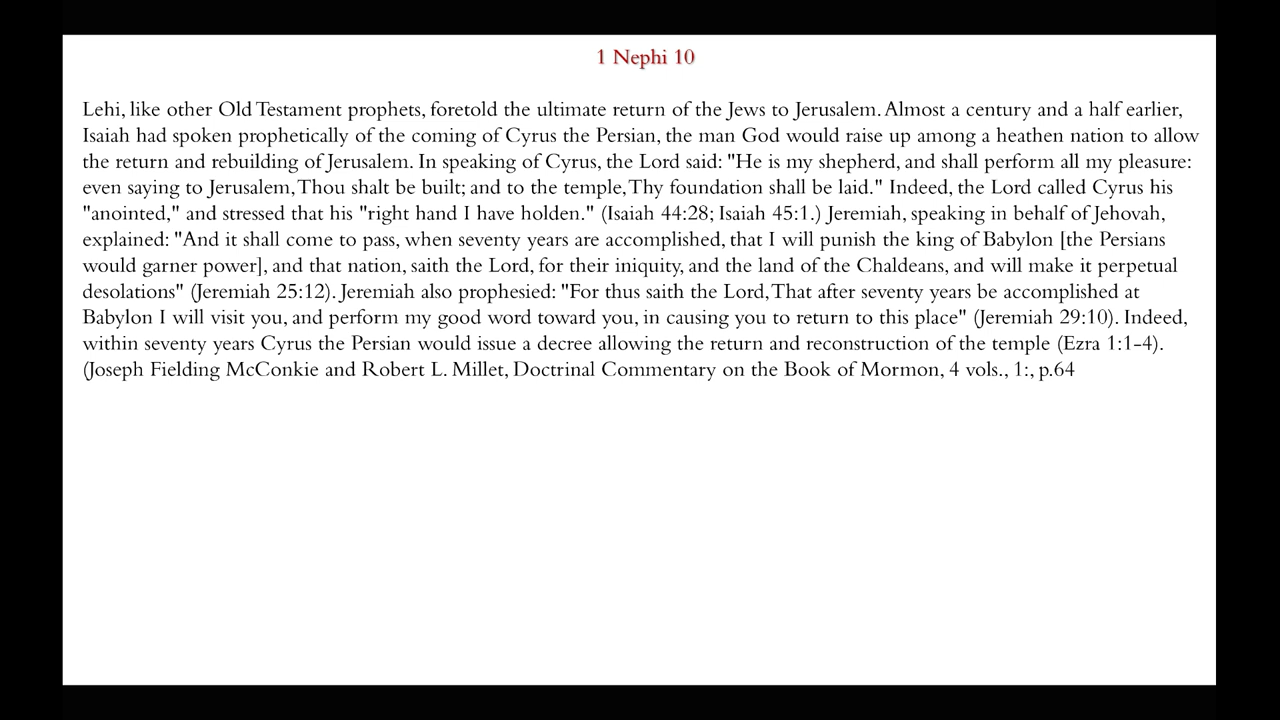 1 Nephi 10
Lehi, like other Old Testament prophets, foretold the ultimate return of the Jews to Jerusalem. Almost a century and a half earlier,
Isaiah had spoken prophetically of the coming of Cyrus the Persian, the man God would raise up among a heathen nation to allow
the return and rebuilding of Jerusalem. In speaking of Cyrus, the Lord said: "He is my shepherd, and shall perform all my pleasure:
even saying to Jerusalem, Thou shalt be built; and to the temple, Thy foundation shall be laid." Indeed, the Lord called Cyrus his
"anointed," and stressed that his "right hand I have holden." (Isaiah 44:28; Isaiah 45:1.) Jeremiah, speaking in behalf of Jehovah,
explained: "And it shall come to pass, when seventy years are accomplished, that I will punish the king of Babylon [the Persians
would garner power], and that nation, saith the Lord, for their iniquity, and the land of the Chaldeans, and will make it perpetual
desolations" (Jeremiah 25:12). Jeremiah also prophesied: "For thus saith the Lord, That after seventy years be accomplished at
Babylon I will visit you, and perform my good word toward you, in causing you to return to this place" (Jeremiah 29:10). Indeed,
within seventy years Cyrus the Persian would issue a decree allowing the return and reconstruction of the temple (Ezra 1:1-4).
(Joseph Fielding McConkie and Robert L. Millet, Doctrinal Commentary on the Book of Mormon, 4 vols., 1:, p.64